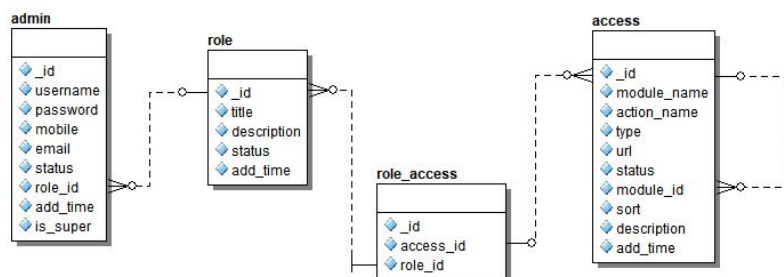 admin
_id
username
password
mobile
email
status
role_id
add_time
is_super
role
_id
title
description
status
add_time
role_access
_id
access_id
role_id
access
_id
module_name
action_name
type
url
status
module_id
sort
description
add_time